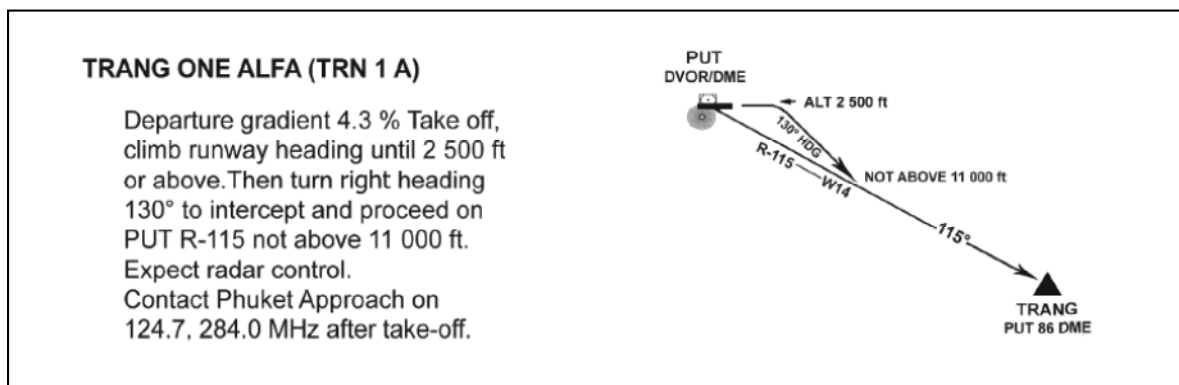 TRANG ONE ALFA (TRN 1 A)
Departure gradient 4.3 % Take off,
climb runway heading until 2 500 ft
or above.Then turn right heading
130° to intercept and proceed on
PUT R-115 not above 11 000 ft.
Expect radar control.
Contact Phuket Approach on
124.7, 284.0 MHz after take-off.
PUT
DVOR/DME
ALT 2 500 ft
130° HDG
R-115
W14
NOT ABOVE 11 000 ft
115°
TRANG
PUT 86 DME